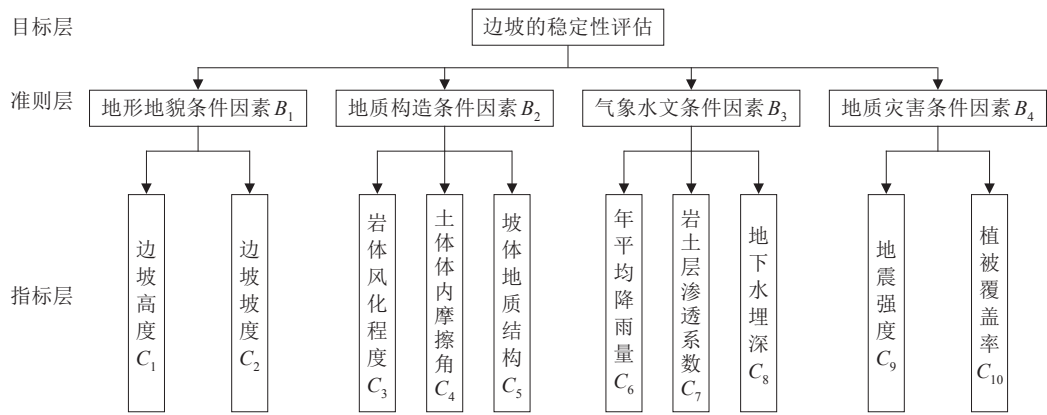 目标层
边坡的稳定性评估
准则层
地形地貌条件因素B₁
地质构造条件因素B₂
气象水文条件因素B₃
地质灾害条件因素B₄
指标层
边坡高度C₁
边坡坡度C₂
岩体风化程度C₃
土体体内摩擦角C₄
坡体地质结构C₅
年平均降雨量C₆
岩土层渗透系数C₇
地下水埋深C₈
地震强度C₉
植被覆盖率C₁₀